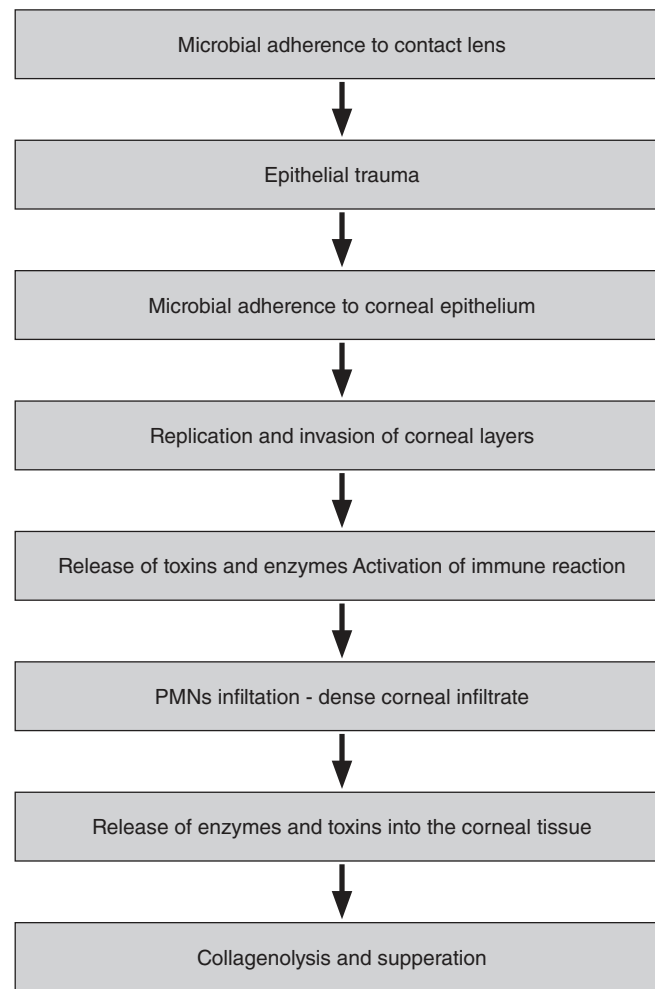 Microbial adherence to contact lens
Epithelial trauma
Microbial adherence to corneal epithelium
Replication and invasion of corneal layers
Release of toxins and enzymes Activation of immune reaction
PMNs infiltation - dense corneal infiltrate
Release of enzymes and toxins into the corneal tissue
Collagenolysis and supperation